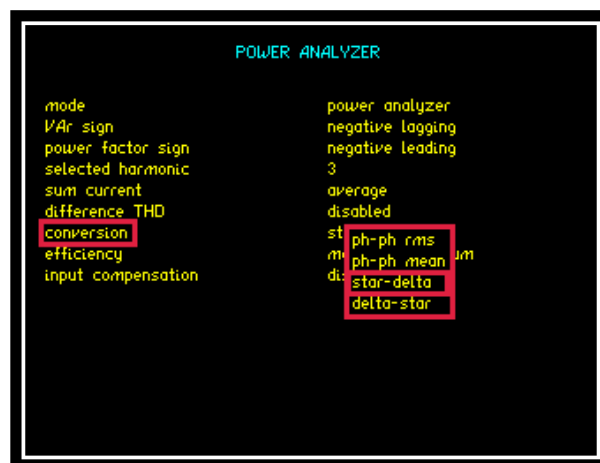 POWER ANALYZER
mode power analyzer
VAr sign negative lagging
power factor sign negative leading
selected harmonic 3
sum current average
difference THD disabled
conversion
ph-ph rms
efficiency
ph-ph mean
input compensation
star-delta
delta-star